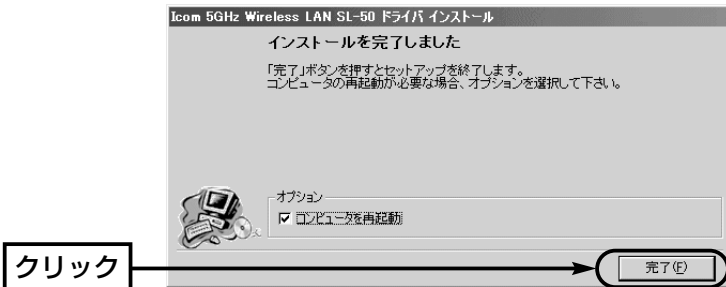 Icom 5GHz Wireless LAN SL-50 ドライバ インストール
インストールを完了しました
「完了」ボタンを押すとセットアップを終了します。
コンピュータの再起動が必要な場合、オプションを選択して下さい。
オプション
コンピュータを再起動
クリック
完了(F)